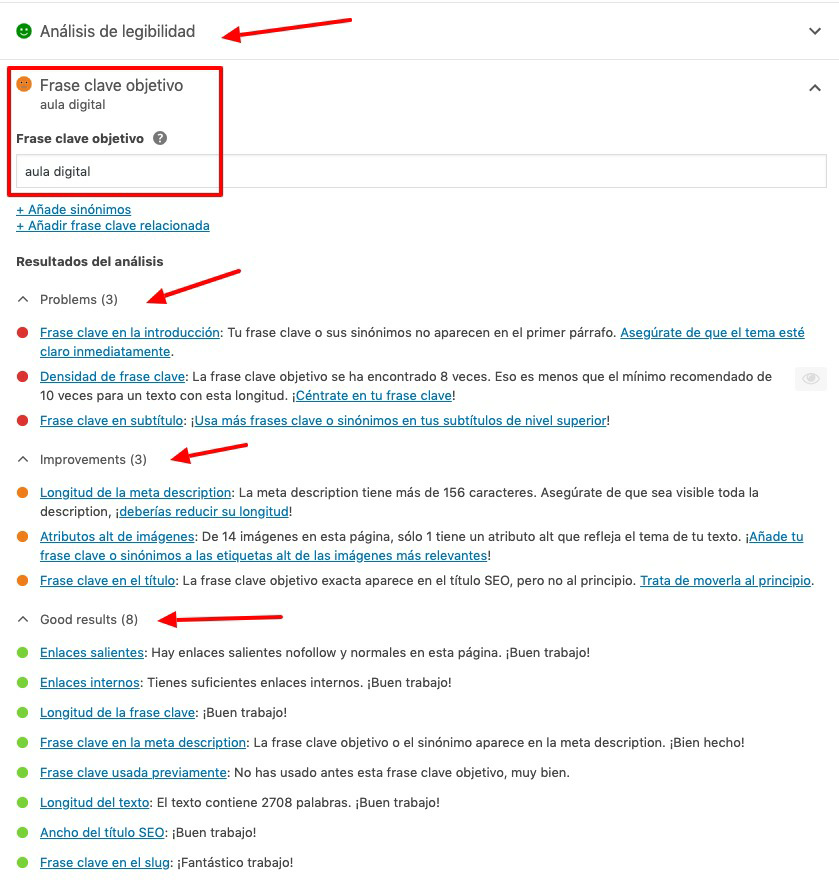 Análisis de legibilidad
Frase clave objetivo
aula digital
Frase clave objetivo ?
aula digital
+ Añade sinónimos
+ Añadir frase clave relacionada
Resultados del análisis
Problems (3)
Frase clave en la introducción: Tu frase clave o sus sinónimos no aparecen en el primer párrafo. Asegúrate de que el tema esté
claro inmediatamente.
Densidad de frase clave: La frase clave objetivo se ha encontrado 8 veces. Eso es menos que el mínimo recomendado de
10 veces para un texto con esta longitud. ¡Céntrate en tu frase clave!
Frase clave en subtítulo: ¡Usa más frases clave o sinónimos en tus subtítulos de nivel superior!
Improvements (3)
Longitud de la meta description: La meta description tiene más de 156 caracteres. Asegúrate de que sea visible toda la
description, ¡deberías reducir su longitud!
Atributos alt de imágenes: De 14 imágenes en esta página, sólo 1 tiene un atributo alt que refleja el tema de tu texto. ¡Añade tu
frase clave o sinónimos a las etiquetas alt de las imágenes más relevantes!
Frase clave en el título: La frase clave objetivo exacta aparece en el título SEO, pero no al principio. Trata de moverla al principio.
Good results (8)
Enlaces salientes: Hay enlaces salientes nofollow y normales en esta página. ¡Buen trabajo!
Enlaces internos: Tienes suficientes enlaces internos. ¡Buen trabajo!
Longitud de la frase clave: ¡Buen trabajo!
Frase clave en la meta description: La frase clave objetivo o el sinónimo aparece en la meta description. ¡Bien hecho!
Frase clave usada previamente: No has usado antes esta frase clave objetivo, muy bien.
Longitud del texto: El texto contiene 2708 palabras. ¡Buen trabajo!
Ancho del título SEO: ¡Buen trabajo!
Frase clave en el slug: ¡Fantástico trabajo!